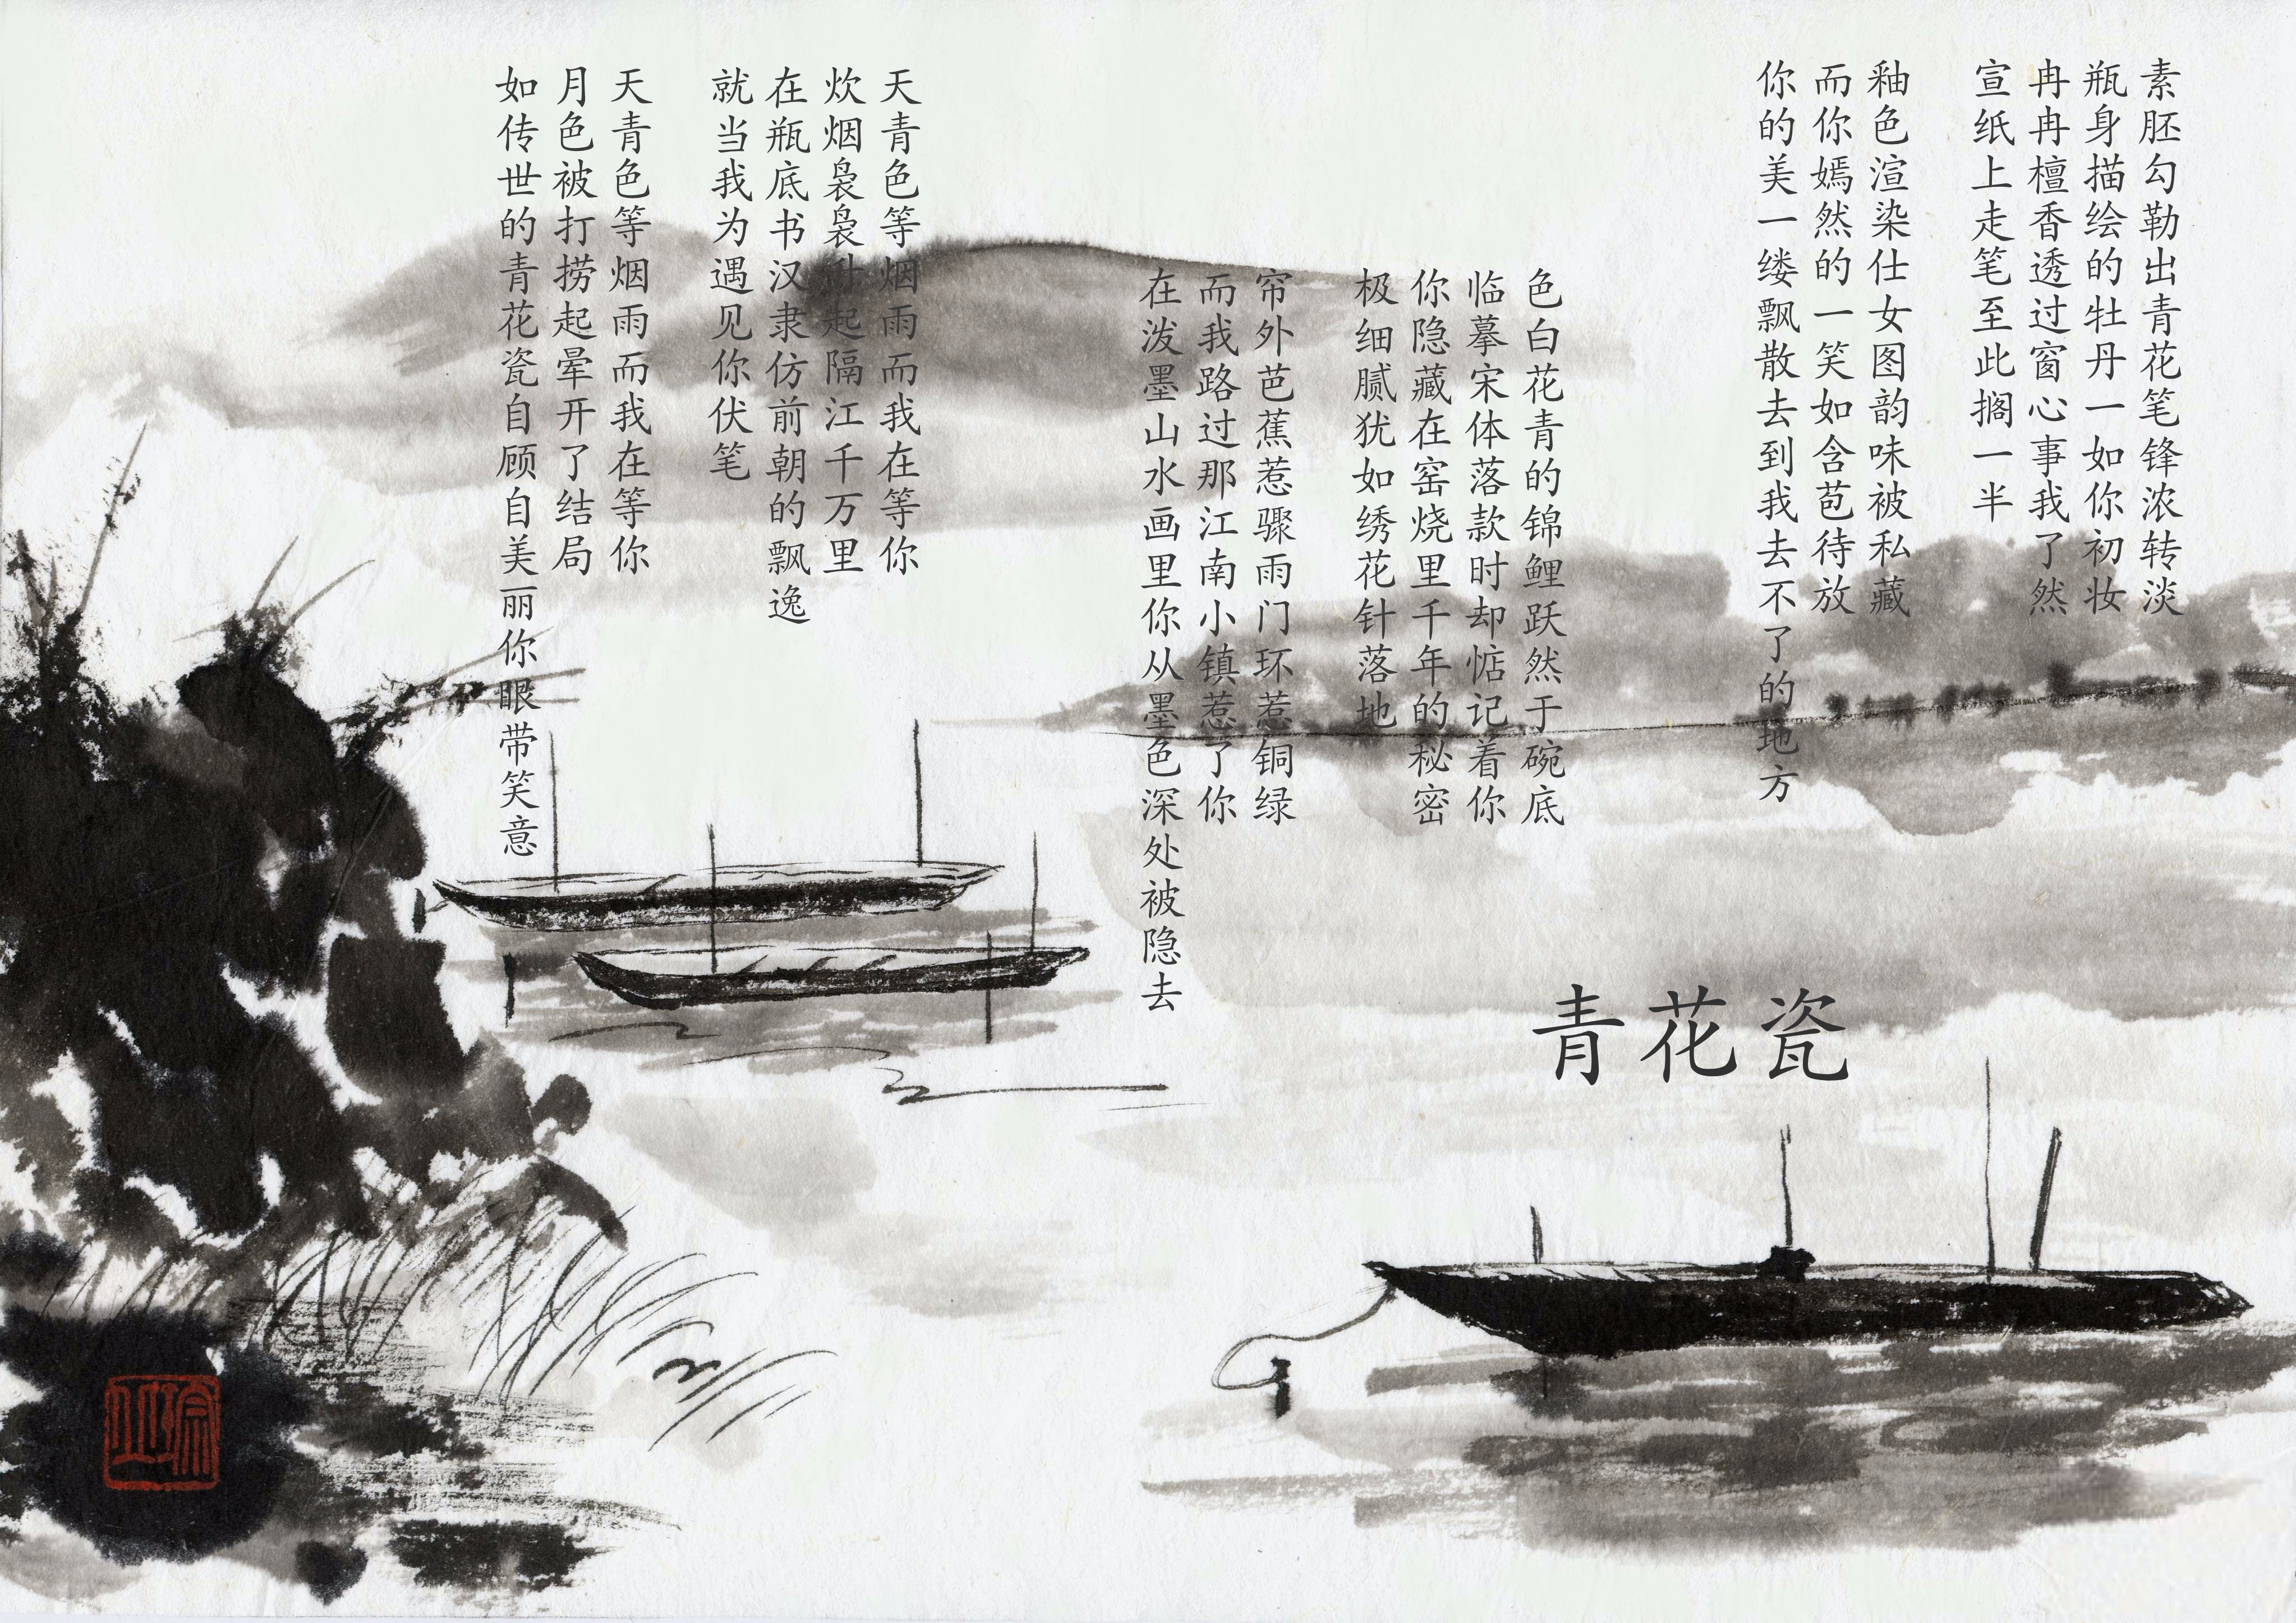 素胚勾勒出青花笔锋浓转淡
瓶身描绘的牡丹一如你初妆
冉冉檀香透过窗心事我了然
宣纸上走笔至此搁一半
釉色渲染仕女图韵味被私藏
而你嫣然的一笑如含苞待放
你的美一缕飘散去到我去不了的地方
色白花青的锦鲤跃然于碗底
临摹宋体落款时却惦记着你
你隐藏在窑烧里千年的秘密
极细腻犹如绣花针落地
帘外芭蕉惹骤雨门环惹铜绿
而我路过那江南小镇惹了你
在泼墨山水画里你从墨色深处被隐去
天青色等烟雨而我在等你
炊烟袅袅升起隔江千万里
在瓶底书汉隶仿前朝的飘逸
就当我为遇见你伏笔
天青色等烟雨而我在等你
月色被打捞起晕开了结局
如传世的青花瓷自顾自美丽你眼带笑意
青花瓷